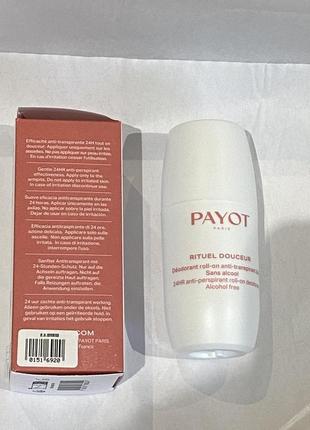 Efficacité anti-transpirante 24H tout en
douceur. Appliquer uniquement sur les
aisselles. Ne pas appliquer sur peau irritée.
En cas d'irritation cesser l'utilisation.
Gentle 24HR anti-perspirant
effectiveness. Apply only to
the armpits. Do not apply to irritated skin.
In case of irritation discontinue use.
Suave eficacia antitranspirante durante
24 horas. Aplicar únicamente en las
axilas. No aplicar sobre la piel irritada.
Dejar de usar en caso de irritación.
Efficacia antitraspirante di 24
ore, azione delicata. Applicare solo
sulle ascelle. Non applicare sulla pelle
irritata. In caso d'irritazione,
interrompere l'uso.
Sanfter Antitranspirant mit
24-Stunden-Schutz. Nur auf die
Achseln auftragen. Nicht auf
die gereizte Haut auftragen.
Falls Reizungen auftreten, die
Anwendung einstellen.
24 uur zachte anti-transpirant werking.
Alleen onder de oksels gebruiken. Niet
gebruiken op een geïrriteerde huid. In
geval van irritatie niet meer gebruiken.
COM
PAYOT PARIS
France
0151 6920
PAYOT
PARIS
RITUEL DOUCEUR
Déodorant roll-on anti-transpirant
Sans alcool
24HR anti-perspirant roll-on
Alcohol free